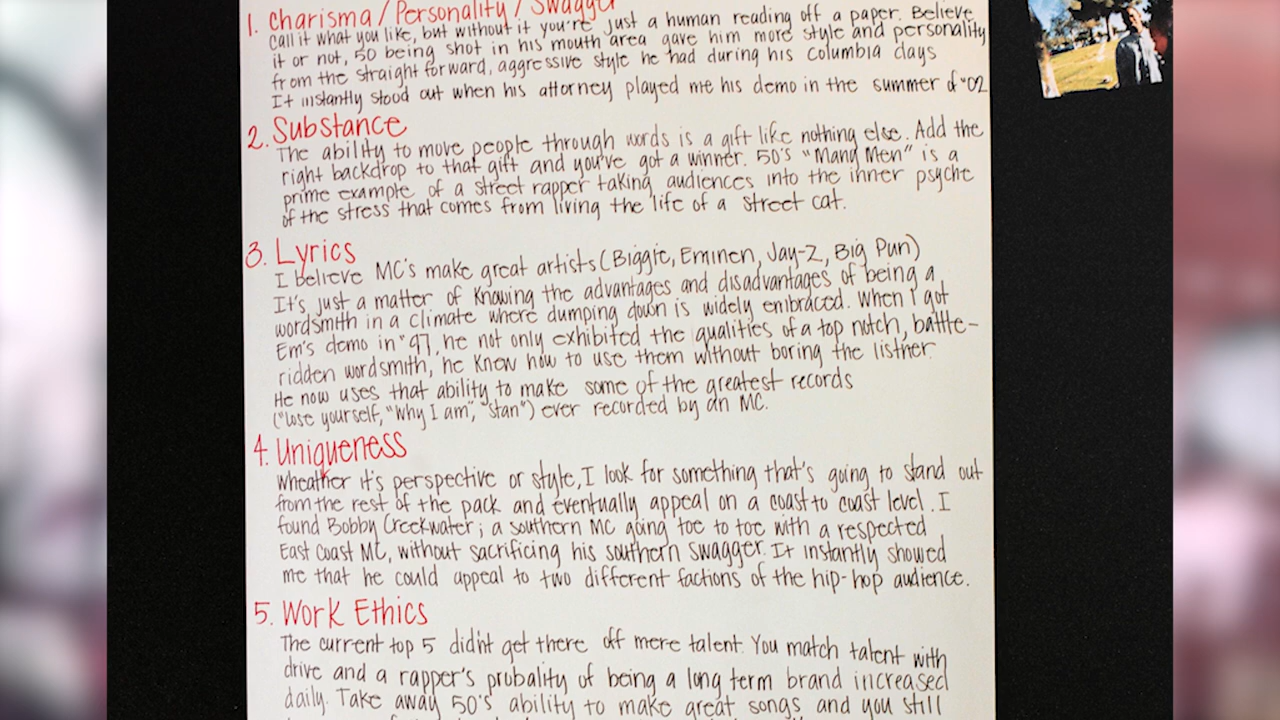 1. Charisma / Personality / Swagger
Call it what you like, but without it you're just a human reading off a paper. Believe
it or not, 50 being shot in his mouth area gave him more style and personality
from the straight forward, aggressive style he had during his Columbia days
It instantly stood out when his attorney played me his demo in the summer of "02
2. Substance
The ability to move people through words is a gift like nothing else. Add the
right backdrop to that gift and you've got a winner. 50's "Many Men" is a
prime example of a street rapper taking audiences into the inner psyche
of the stress that comes from living the life of a street cat.
3. Lyrics
I believe MC's make great artists (Biggie, Eminen, Jay-Z, Big Pun)
It's just a matter of knowing the advantages and disadvantages of being a
wordsmith in a climate where dumping down is widely embraced. When I got
Em's demo in "97, he not only exhibited the qualities of a top notch, battle-
ridden wordsmith, he knew how to use them without boring the listner.
He now uses that ability to make some of the greatest records
("Lose yourself, "Why I am", "Stan") ever recorded by an MC.
4. Uniqueness
Wheather it's perspective or style, I look for something that's going to stand out
from the rest of the pack and eventually appeal on a coast to coast level. I
found Bobby Creekwater; a southern MC going toe to toe with a respected
East Coast MC, without sacrificing his southern swagger. It instantly showed
me that he could appeal to two different factions of the hip-hop audience.
5. Work Ethics
The current top 5 didn't get there off mere talent. You match talent with
drive and a rapper's probality of being a long term brand increased
daily. Take away 50's ability to make great songs and you still